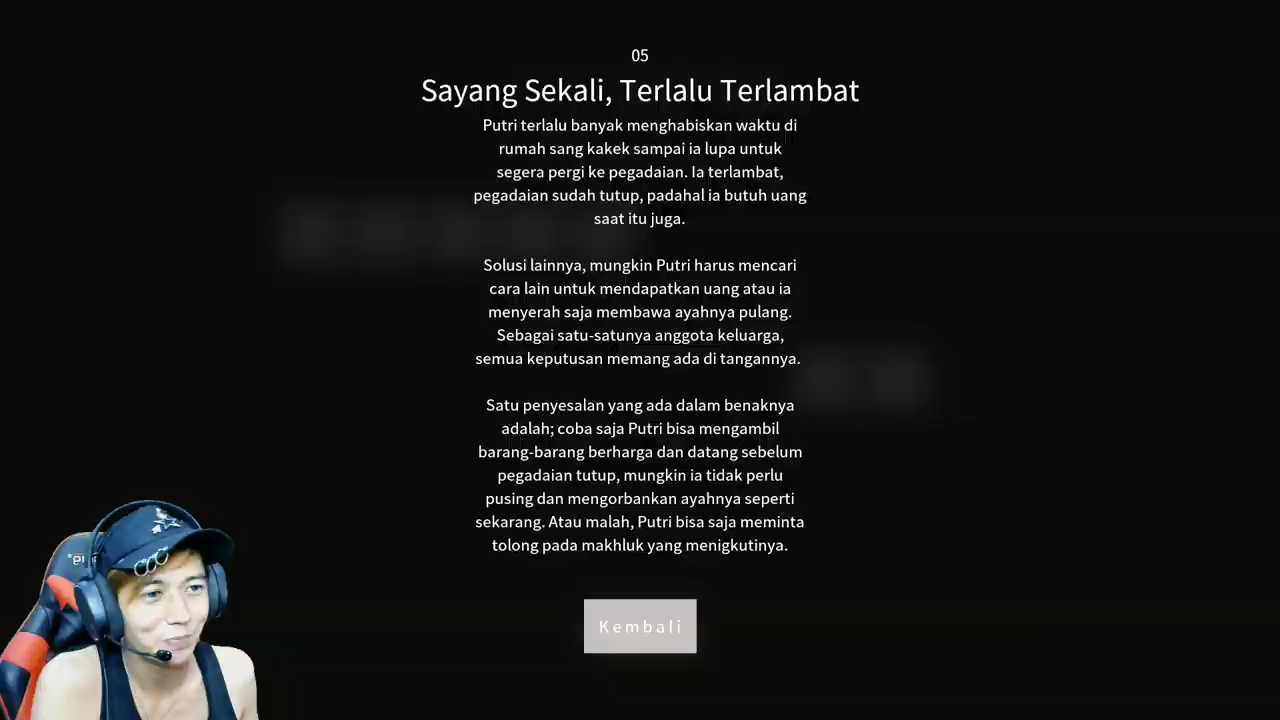 05
Sayang Sekali, Terlalu Terlambat
Putri terlalu banyak menghabiskan waktu di
rumah sang kakek sampai ia lupa untuk
segera pergi ke pegadaian. Ia terlambat,
pegadaian sudah tutup, padahal ia butuh uang
saat itu juga.
Solusi lainnya, mungkin Putri harus mencari
cara lain untuk mendapatkan uang atau ia
menyerah saja membawa ayahnya pulang.
Sebagai satu-satunya anggota keluarga,
semua keputusan memang ada di tangannya.
Satu penyesalan yang ada dalam benaknya
adalah; coba saja Putri bisa mengambil
barang-barang berharga dan datang sebelum
pegadaian tutup, mungkin ia tidak perlu
pusing dan mengorbankan ayahnya seperti
sekarang. Atau malah, Putri bisa saja meminta
tolong pada makhluk yang menigkutinya.
Kembali